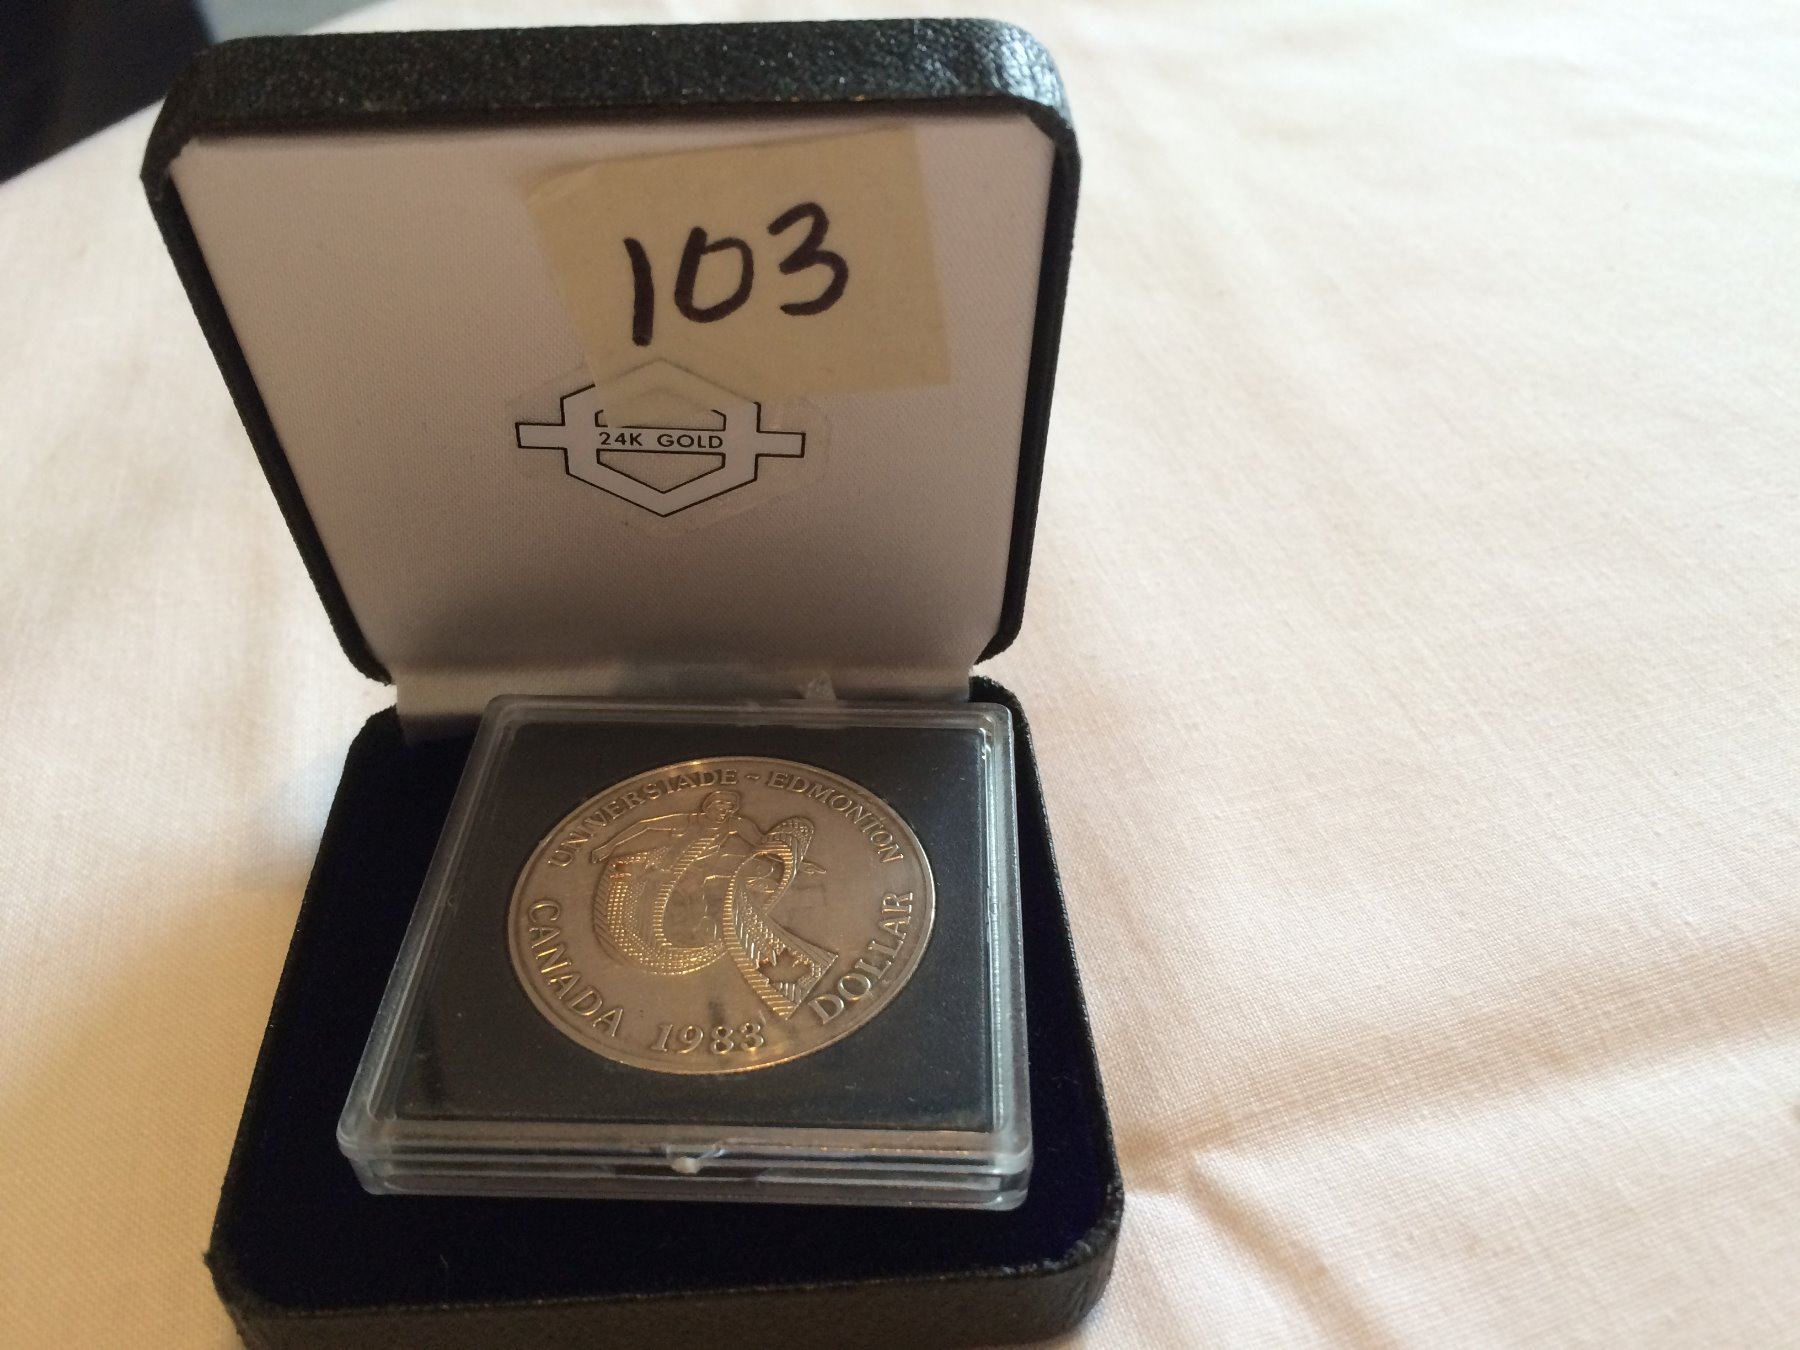 103
24K GOLD
UNIVERSIADE ~ EDMONTON
CANADA 1983 DOLLAR